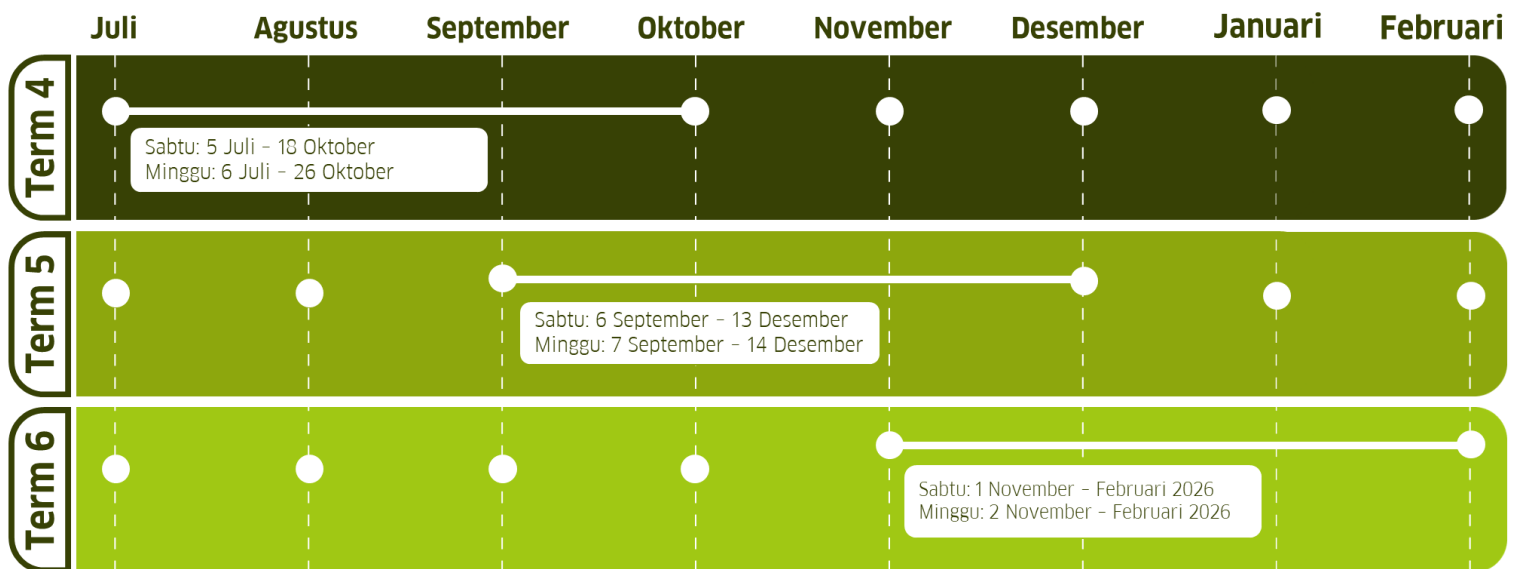 Juli Agustus September Oktober November Desember Januari Februari
Term 4
Sabtu: 5 Juli – 18 Oktober
Minggu: 6 Juli – 26 Oktober
Term 5
Sabtu: 6 September – 13 Desember
Minggu: 7 September – 14 Desember
Term 6
Sabtu: 1 November – Februari 2026
Minggu: 2 November – Februari 2026